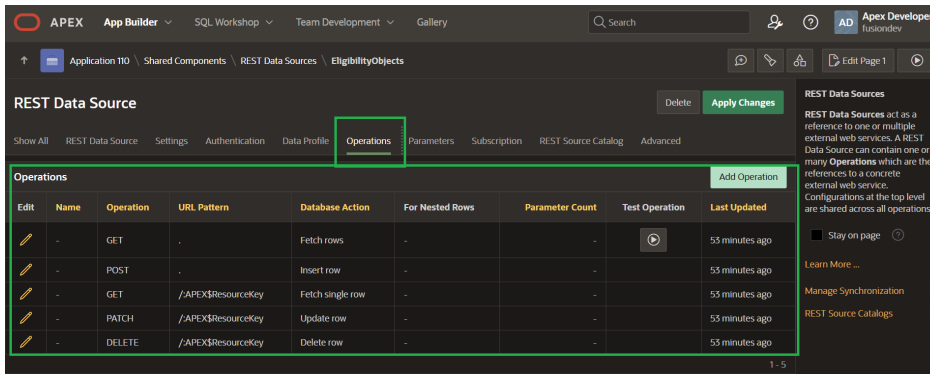 APEX App Builder SQL Workshop Team Development Gallery Search AD Apex Developer
fusiondev
Application 110 \ Shared Components \ REST Data Sources \ EligibilityObjects Edit Page 1
REST Data Source Delete Apply Changes
Show All REST Data Source Settings Authentication Data Profile Operations Parameters Subscription REST Source Catalog Advanced
Operations Add Operation
Edit Name Operation URL Pattern Database Action For Nested Rows Parameter Count Test Operation Last Updated
- GET . Fetch rows - - 53 minutes ago
- POST . Insert row - - 53 minutes ago
- GET /:APEX$ResourceKey Fetch single row - - 53 minutes ago
- PATCH /:APEX$ResourceKey Update row - - 53 minutes ago
- DELETE /:APEX$ResourceKey Delete row - - 53 minutes ago
1 - 5
REST Data Sources
REST Data Sources act as a
reference to one or multiple
external web services. A REST
Data Source can contain one or
many Operations which are the
references to a concrete
external web service.
Configurations at the top level
are shared across all operations
Stay on page ?
Learn More ...
Manage Synchronization
REST Source Catalogs